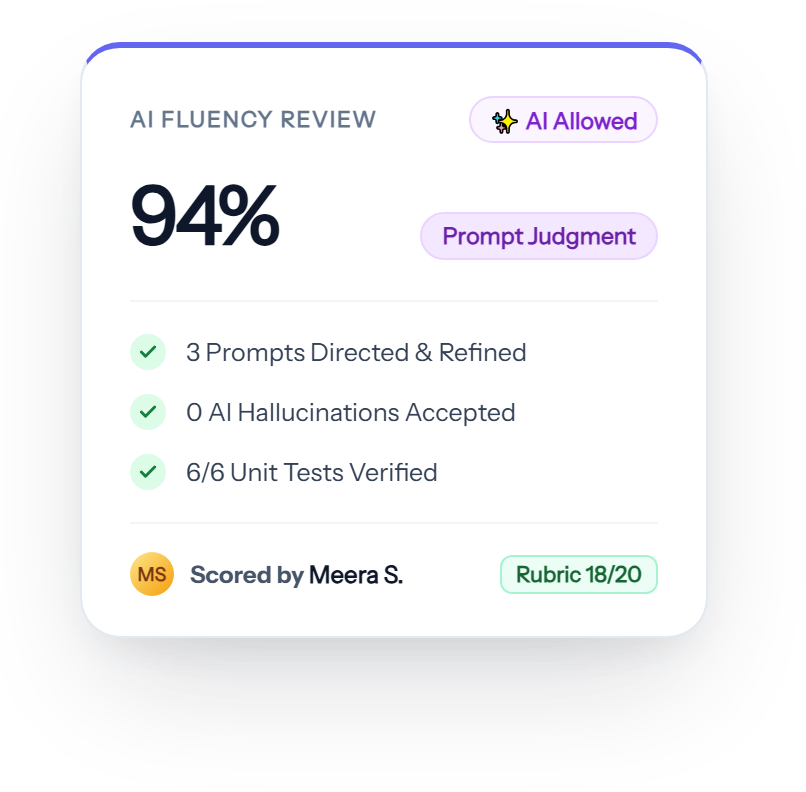 AI FLUENCY REVIEW
✨ AI Allowed
94%
Prompt Judgment
3 Prompts Directed & Refined
0 AI Hallucinations Accepted
6/6 Unit Tests Verified
MS
Scored by Meera S.
Rubric 18/20